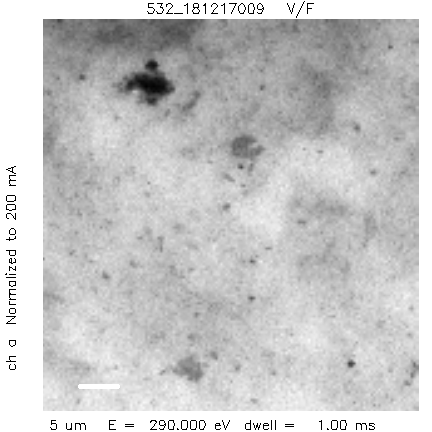 532_181217009 V/F
ch a Normalized to 200 mA
5 um E = 290.000 eV dwell = 1.00 ms